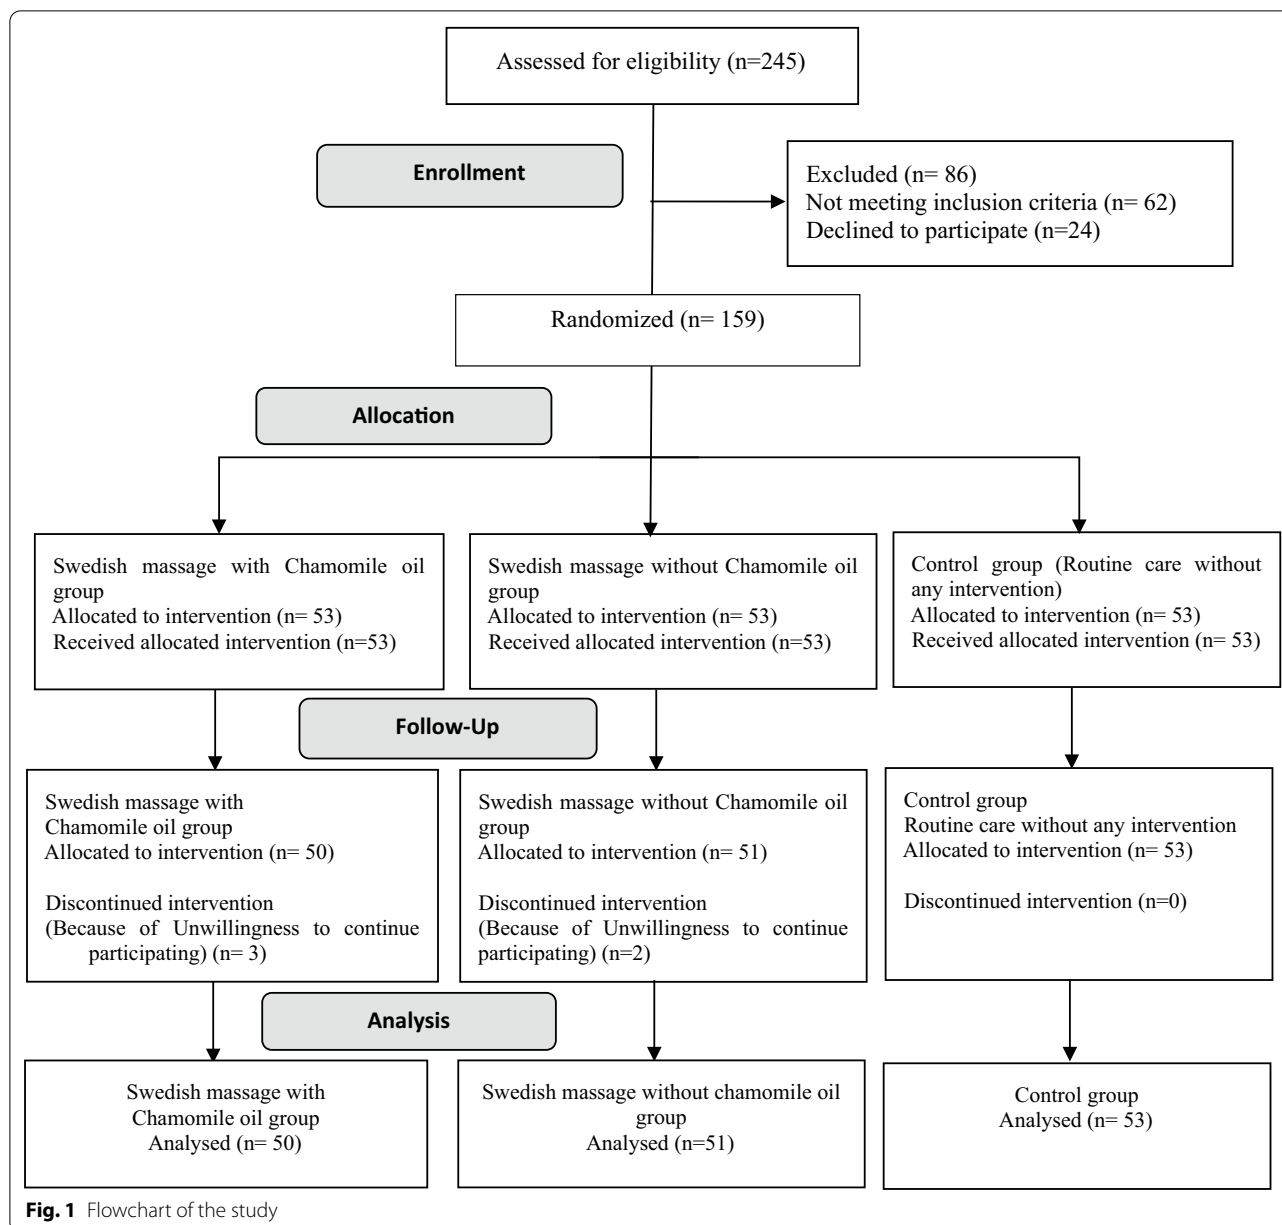 Assessed for eligibility (n=245)
Enrollment
Excluded (n= 86)
Not meeting inclusion criteria (n= 62)
Declined to participate (n=24)
Randomized (n= 159)
Allocation
Swedish massage with Chamomile oil
group
Allocated to intervention (n= 53)
Received allocated intervention (n=53)
Swedish massage without Chamomile oil
group
Allocated to intervention (n= 53)
Received allocated intervention (n=53)
Control group (Routine care without
any intervention)
Allocated to intervention (n= 53)
Received allocated intervention (n= 53)
Follow-Up
Swedish massage with
Chamomile oil group
Allocated to intervention (n= 50)
Discontinued intervention
(Because of Unwillingness to continue
participating) (n= 3)
Swedish massage without Chamomile oil
group
Allocated to intervention (n= 51)
Discontinued intervention
(Because of Unwillingness to continue
participating) (n=2)
Control group
Routine care without any intervention
Allocated to intervention (n= 53)
Discontinued intervention (n=0)
Analysis
Swedish massage with
Chamomile oil group
Analysed (n= 50)
Swedish massage without chamomile oil
group
Analysed (n=51)
Control group
Analysed (n= 53)
Fig. 1 Flowchart of the study